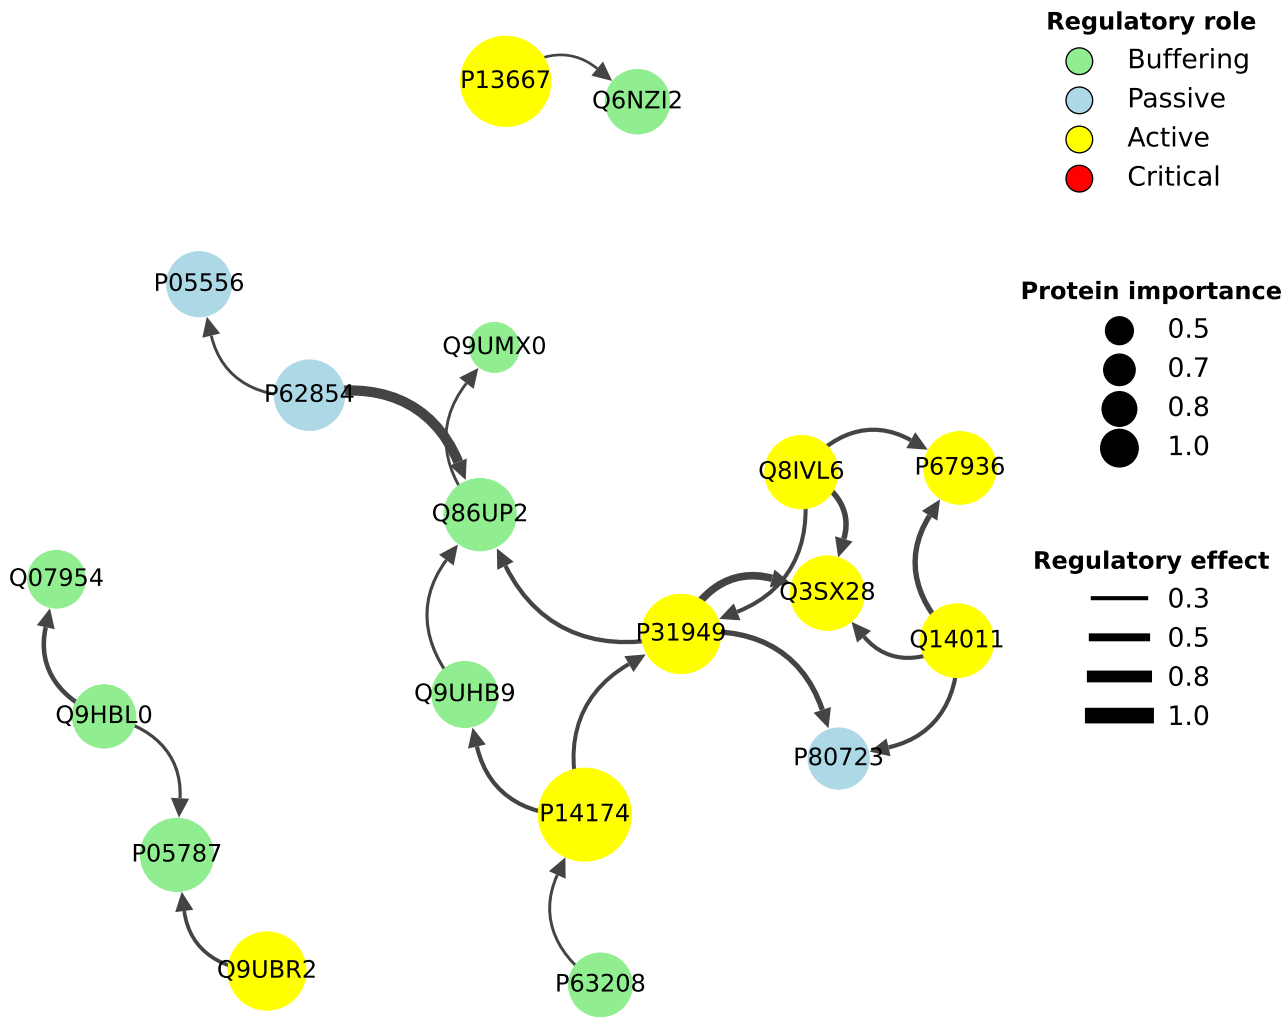 Regulatory role
Buffering
Passive
Active
Critical
P13667
Q6NZI2
P05556
Protein importance
0.5
0.7
0.8
1.0
Q9UMX0
P62854
Q8IVL6
P67936
Q86UP2
Q07954
Regulatory effect
0.3
0.5
0.8
1.0
Q3SX28
P31949
Q14011
Q9UHB9
Q9HBL0
P80723
P14174
P05787
Q9UBR2
P63208